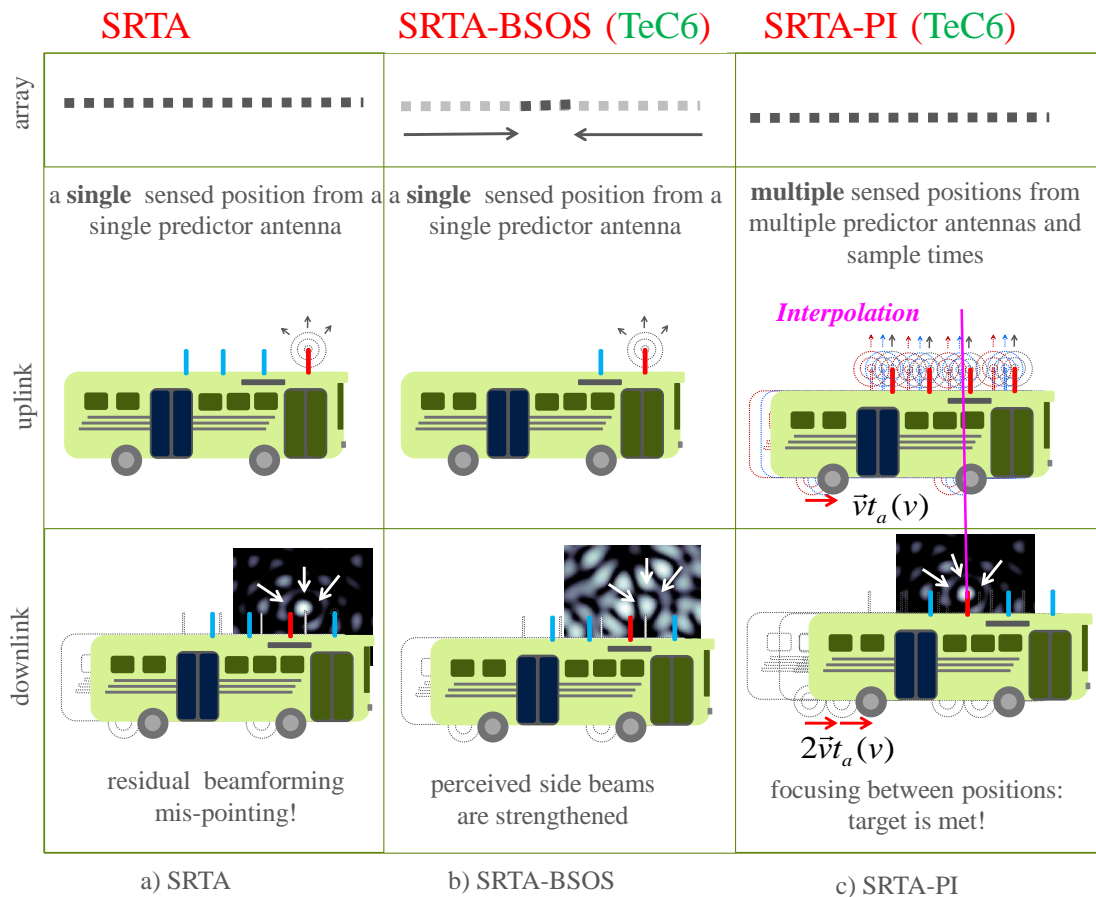 SRTA
SRTA-BSOS (TeC6)
SRTA-PI (TeC6)
array
a single sensed position from a
single predictor antenna
a single sensed position from a
single predictor antenna
multiple sensed positions from
multiple predictor antennas and
sample times
uplink
Interpolation
v⃗tₐ(v)
downlink
residual beamforming
mis-pointing!
perceived side beams
are strengthened
2v⃗tₐ(v)
focusing between positions:
target is met!
a) SRTA
b) SRTA-BSOS
c) SRTA-PI